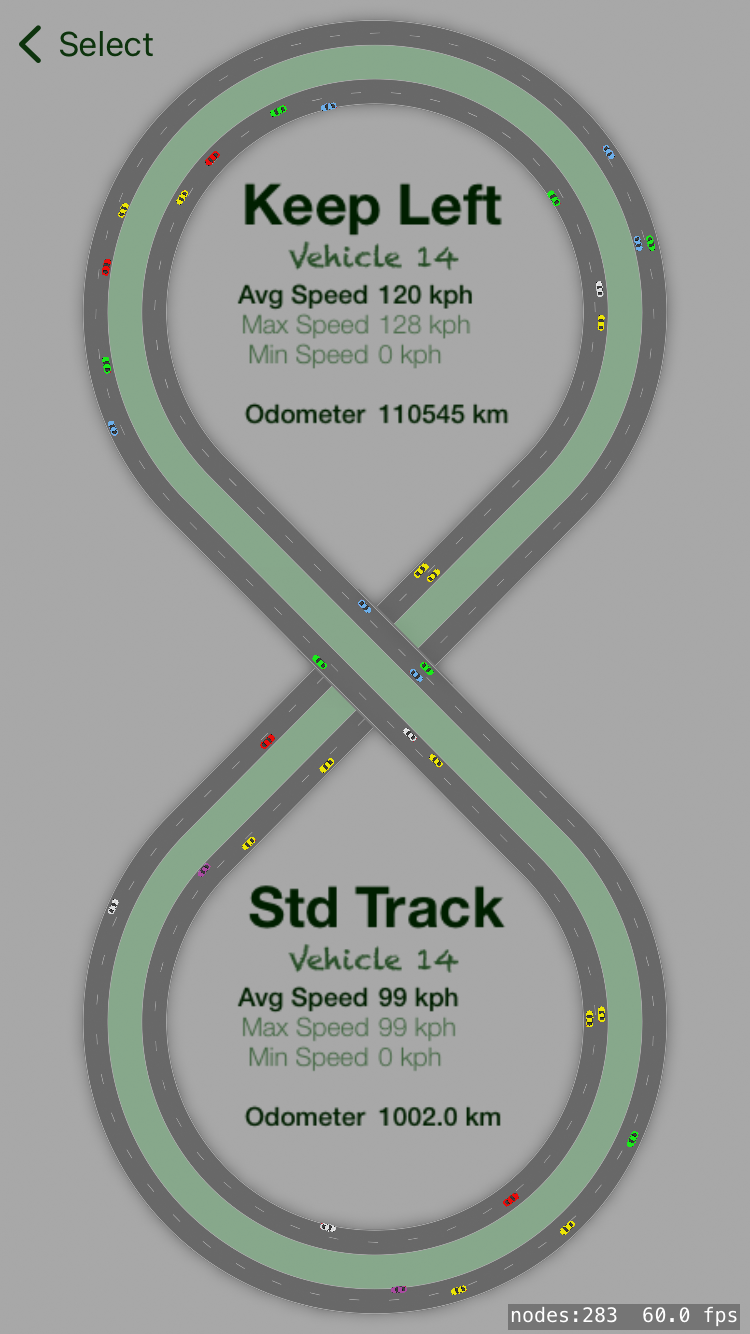 Select
Keep Left
Vehicle 14
Avg Speed 120 kph
Max Speed 128 kph
Min Speed 0 kph
Odometer 110545 km
Std Track
Vehicle 14
Avg Speed 99 kph
Max Speed 99 kph
Min Speed 0 kph
Odometer 1002.0 km
nodes:283 60.0 fps